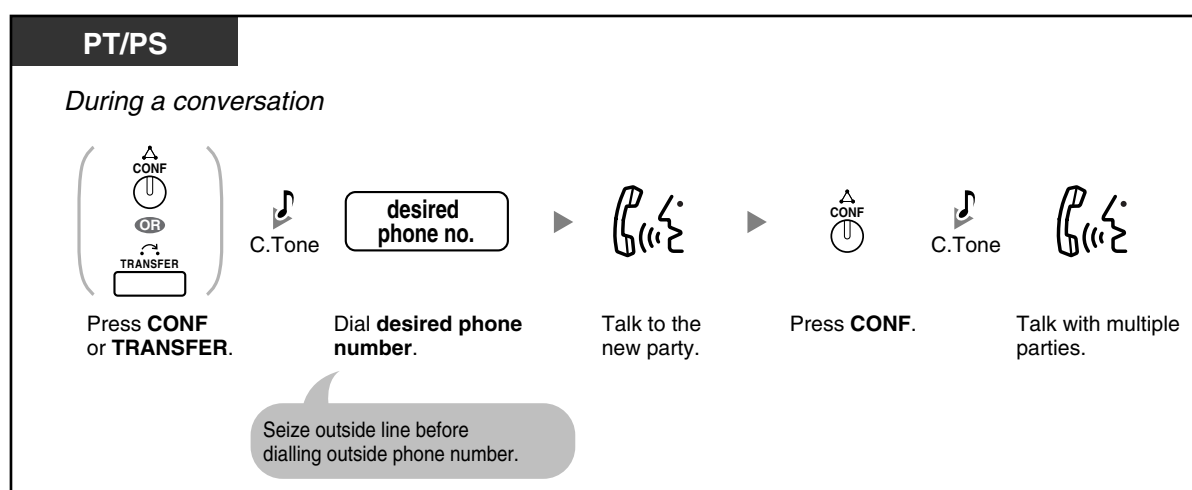 PT/PS
During a conversation
CONF
OR
TRANSFER
C.Tone
desired
phone no.
CONF
C.Tone
Press CONF
or TRANSFER.
Dial desired phone
number.
Talk to the
new party.
Press CONF.
Talk with multiple
parties.
Seize outside line before
dialling outside phone number.